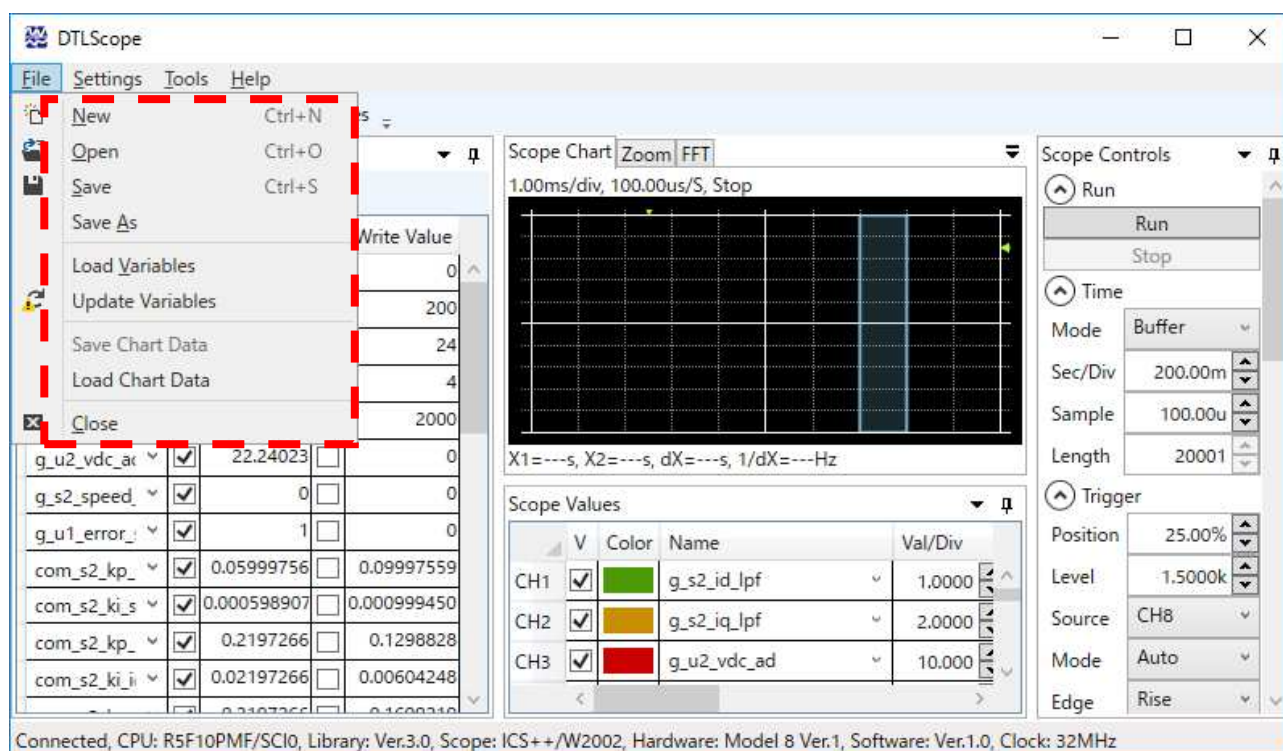 DTLScope
File Settings Tools Help
New Ctrl+N
Open Ctrl+O
Save Ctrl+S
Save As
Load Variables
Update Variables
Save Chart Data
Load Chart Data
Close
Write Value
0
200
24
4
2000
g_u2_vdc_ad 22.24023 0
g_s2_speed_ 0 0
g_u1_error_ 1 0
com_s2_kp_ 0.05999756 0.09997559
com_s2_ki_s 0.000598907 0.000999450
com_s2_kp_ 0.2197266 0.1298828
com_s2_ki_i 0.02197266 0.00604248
Scope Chart Zoom FFT
1.00ms/div, 100.00us/S, Stop
X1=---s, X2=---s, dX=---s, 1/dX=---Hz
Scope Values
V Color Name Val/Div
CH1 g_s2_id_lpf 1.0000
CH2 g_s2_iq_lpf 2.0000
CH3 g_u2_vdc_ad 10.000
Scope Controls
Run
Run
Stop
Time
Mode Buffer
Sec/Div 200.00m
Sample 100.00u
Length 20001
Trigger
Position 25.00%
Level 1.5000k
Source CH8
Mode Auto
Edge Rise
Connected, CPU: R5F10PMF/SCI0, Library: Ver.3.0, Scope: ICS++/W2002, Hardware: Model 8 Ver.1, Software: Ver.1.0, Clock: 32MHz